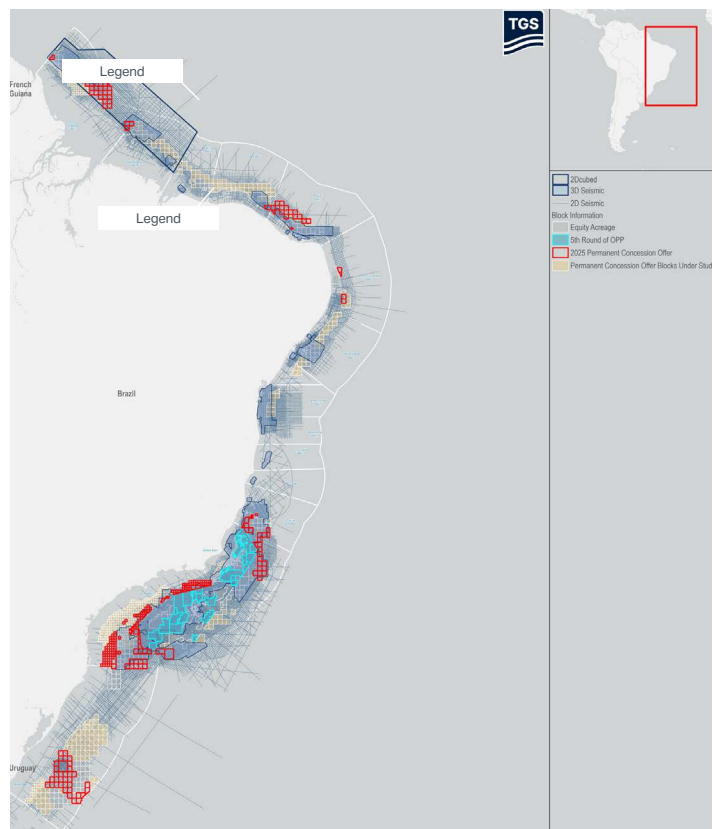 TGS
Legend
French
Guiana
Legend
Brazil
Uruguay
2Dcubed
3D Seismic
2D Seismic
Block Information
Equity Acreage
5th Round of OPP
2025 Permanent Concession Offer
Permanent Concession Offer Blocks Under Stud